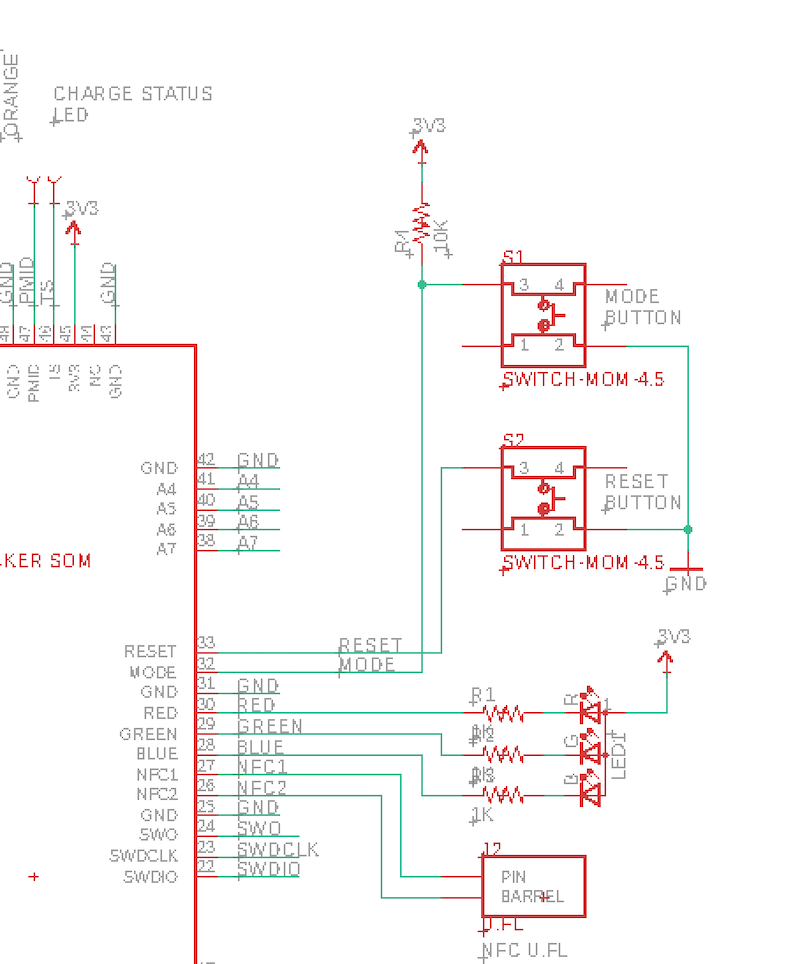 ORANGE
CHARGE STATUS
LED
3V3
GND
PMID
TS
3V3
GND
48
47
46
45
44
43
GND
PMID
TS
3V3
NC
GND
3V3
R4
10K
S1
3
4
1
2
MODE
BUTTON
SWITCH-MOM-4.5
S2
3
4
1
2
RESET
BUTTON
SWITCH-MOM-4.5
GND
GND 42 GND
A4 41 A4
A5 40 A5
A6 39 A6
A7 38 A7
KER SOM
RESET 33 RESET
MODE 32 MODE
GND 31 GND
RED 30 RED
GREEN 29 GREEN
BLUE 28 BLUE
NFC1 27 NFC1
NFC2 26 NFC2
GND 25 GND
SWO 24 SWO
SWDCLK 23 SWDCLK
SWDIO 22 SWDIO
3V3
R1
1K
R2
1K
R3
1K
R
G
B
1
LED1
J2
PIN
BARREL
U.FL
NFC U.FL